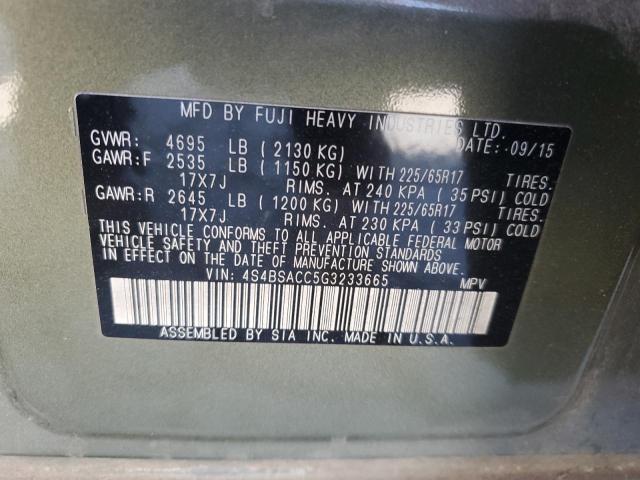 MFD BY FUJI HEAVY INDUSTRIES LTD.
GVWR: 4695 LB ( 2130 KG) DATE: 09/15
GAWR:F 2535 LB ( 1150 KG) WITH 225/65R17 TIRES.
17X7J RIMS. AT 240 KPA ( 35 PSI) COLD
GAWR:R 2645 LB ( 1200 KG) WITH 225/65R17 TIRES.
17X7J RIMS. AT 230 KPA ( 33 PSI) COLD
THIS VEHICLE CONFORMS TO ALL APPLICABLE FEDERAL MOTOR
VEHICLE SAFETY AND THEFT PREVENTION STANDARDS
IN EFFECT ON THE DATE OF MANUFACTURE SHOWN ABOVE.
VIN: 4S4BSACC5G3233665 MPV
ASSEMBLED BY SIA INC. MADE IN U.S.A.